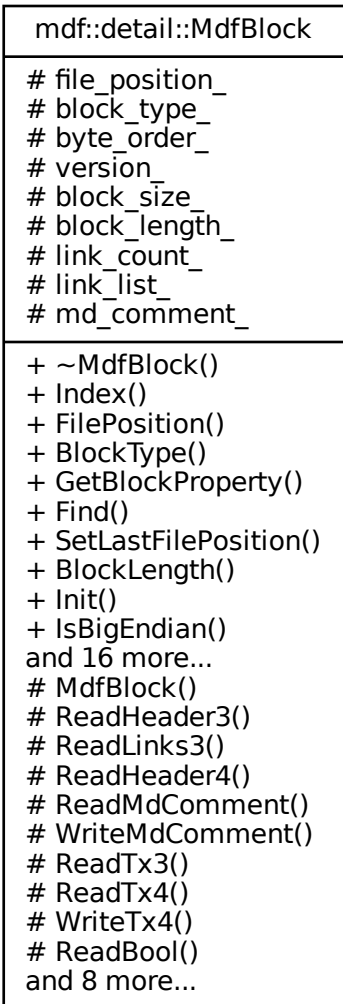 mdf::detail::MdfBlock
# file_position_
# block_type_
# byte_order_
# version_
# block_size_
# block_length_
# link_count_
# link_list_
# md_comment_
+ ~MdfBlock()
+ Index()
+ FilePosition()
+ BlockType()
+ GetBlockProperty()
+ Find()
+ SetLastFilePosition()
+ BlockLength()
+ Init()
+ IsBigEndian()
and 16 more...
# MdfBlock()
# ReadHeader3()
# ReadLinks3()
# ReadHeader4()
# ReadMdComment()
# WriteMdComment()
# ReadTx3()
# ReadTx4()
# WriteTx4()
# ReadBool()
and 8 more...